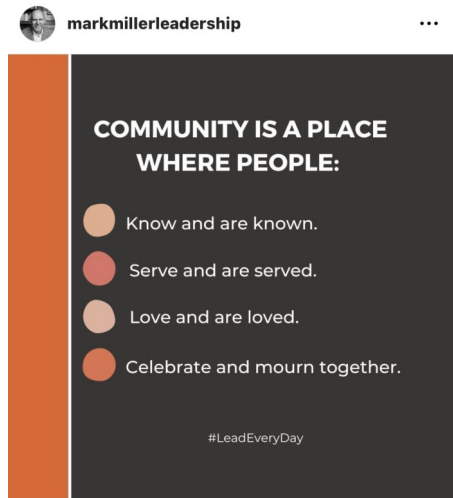 markmillerleadership
COMMUNITY IS A PLACE
WHERE PEOPLE:
Know and are known.
Serve and are served.
Love and are loved.
Celebrate and mourn together.
#LeadEveryDay